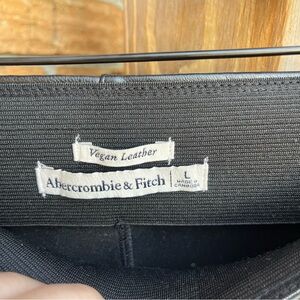 Vegan Leather
Abercrombie & Fitch
L
MADE IN
CAMBODIA